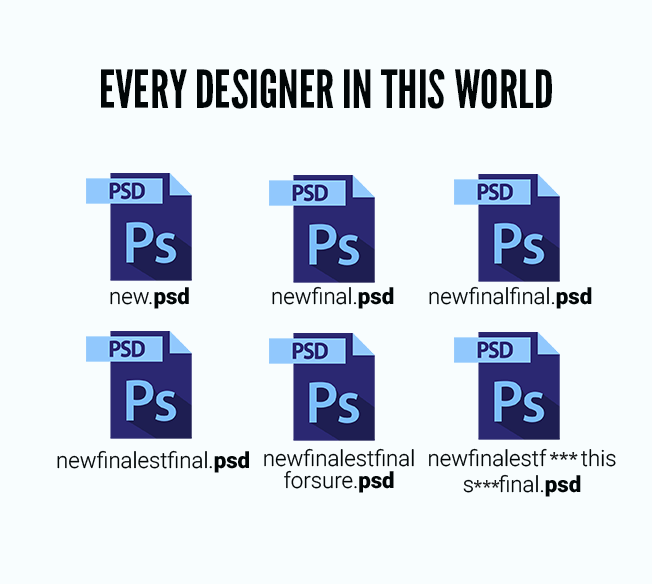 EVERY DESIGNER IN THIS WORLD
PSD
PSD
PSD
Ps
Ps
Ps
new.psd
newfinal.psd
newfinalfinal.psd
PSD
PSD
PSD
Ps
Ps
Ps
newfinalestfinal.psd
newfinalestfinal
forsure.psd
newfinalestf *** this
s***final.psd